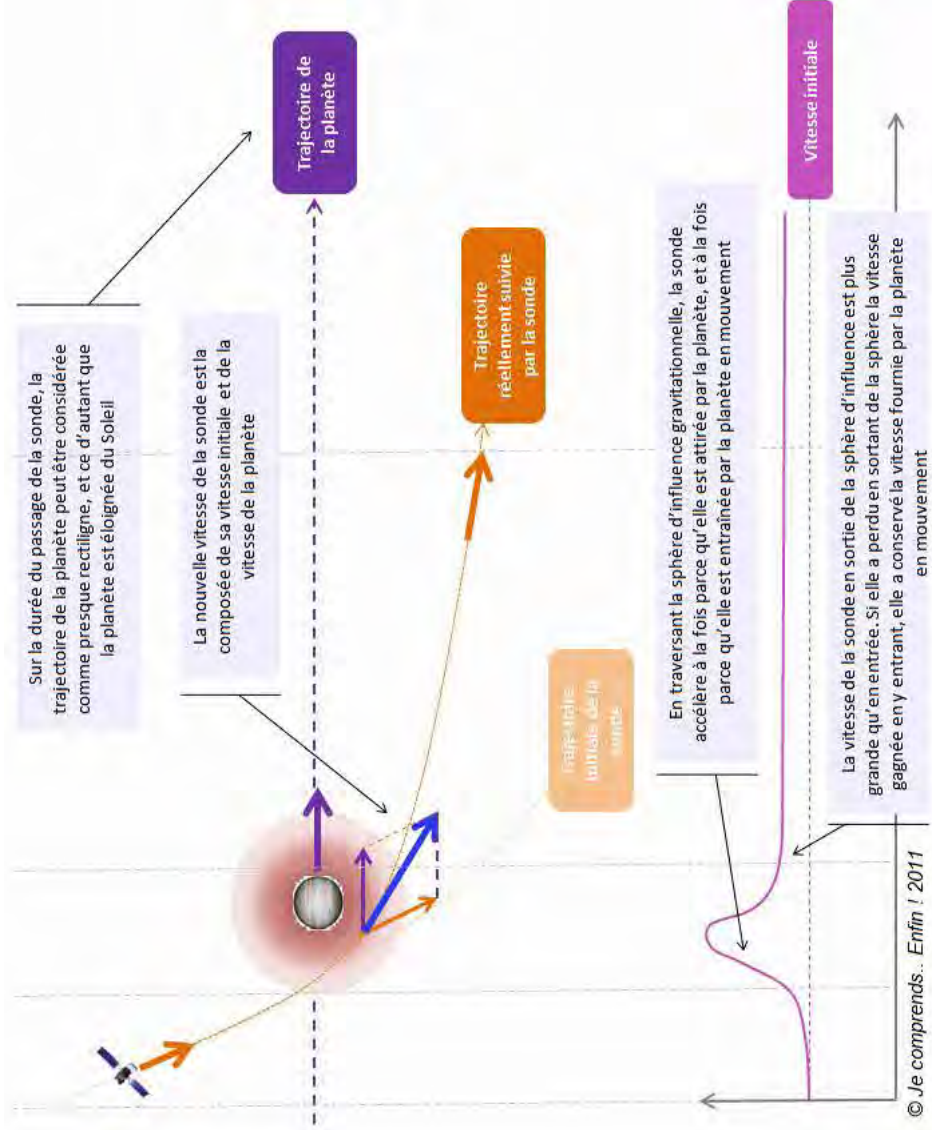 Sur la durée du passage de la sonde, la
trajectoire de la planète peut être considérée
comme presque rectiligne, et ce d'autant que
la planète est éloignée du Soleil
Trajectoire de
la planète
La nouvelle vitesse de la sonde est la
composée de sa vitesse initiale et de la
vitesse de la planète
Trajectoire
réellement suivie
par la sonde
Trajectoire
initiale de la
sonde
En traversant la sphère d'influence gravitationnelle, la sonde
accélère à la fois parce qu'elle est attirée par la planète, et à la fois
parce qu'elle est entraînée par la planète en mouvement
Vitesse initiale
La vitesse de la sonde en sortie de la sphère d'influence est plus
grande qu'en entrée. Si elle a perdu en sortant de la sphère la vitesse
gagnée en y entrant, elle a conservé la vitesse fournie par la planète
en mouvement
© Je comprends.. Enfin ! 2011